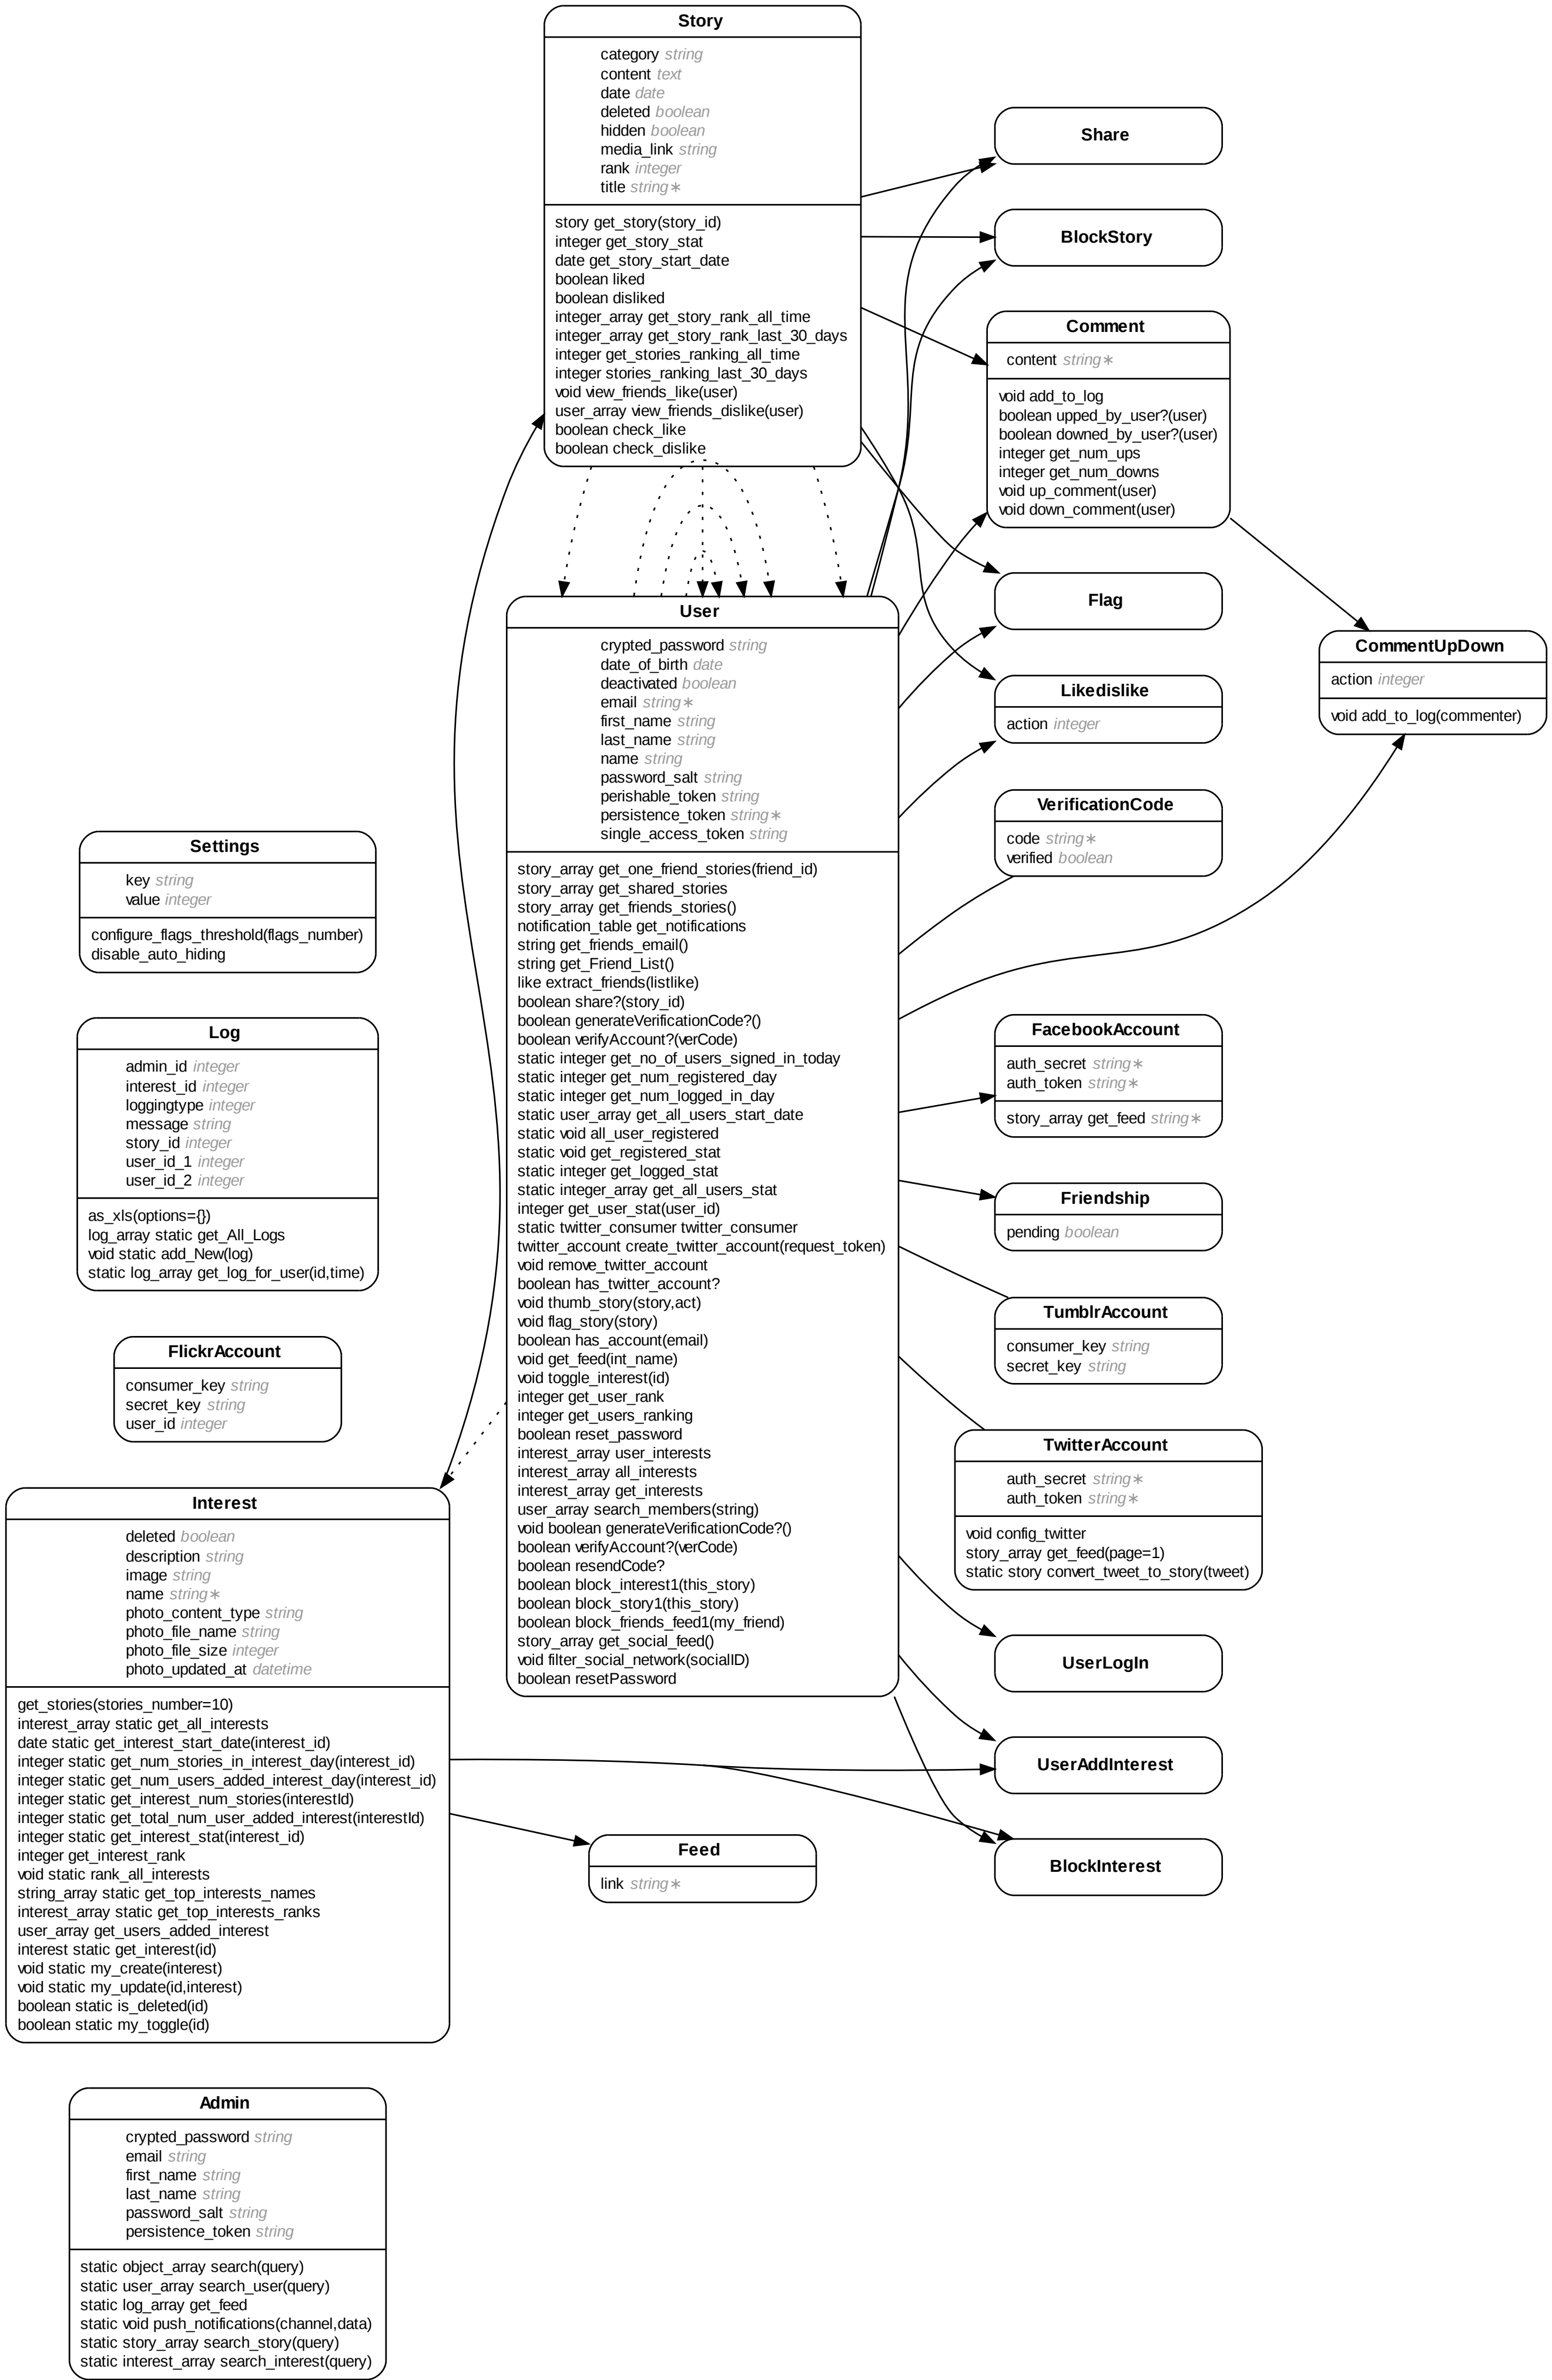 Story
category string
content text
date date
deleted boolean
hidden boolean
media_link string
rank integer
title string∗
story get_story(story_id)
integer get_story_stat
date get_story_start_date
boolean liked
boolean disliked
integer_array get_story_rank_all_time
integer_array get_story_rank_last_30_days
integer get_stories_ranking_all_time
integer stories_ranking_last_30_days
void view_friends_like(user)
user_array view_friends_dislike(user)
boolean check_like
boolean check_dislike
Share
BlockStory
Comment
content string∗
void add_to_log
boolean upped_by_user?(user)
boolean downed_by_user?(user)
integer get_num_ups
integer get_num_downs
void up_comment(user)
void down_comment(user)
Flag
CommentUpDown
action integer
void add_to_log(commenter)
Likedislike
action integer
VerificationCode
code string∗
verified boolean
User
crypted_password string
date_of_birth date
deactivated boolean
email string∗
first_name string
last_name string
name string
password_salt string
perishable_token string
persistence_token string∗
single_access_token string
story_array get_one_friend_stories(friend_id)
story_array get_shared_stories
story_array get_friends_stories()
notification_table get_notifications
string get_friends_email()
string get_Friend_List()
like extract_friends(listlike)
boolean share?(story_id)
boolean generateVerificationCode?()
boolean verifyAccount?(verCode)
static integer get_no_of_users_signed_in_today
static integer get_num_registered_day
static integer get_num_logged_in_day
static user_array get_all_users_start_date
static void all_user_registered
static void get_registered_stat
static integer get_logged_stat
static integer_array get_all_users_stat
integer get_user_stat(user_id)
static twitter_consumer twitter_consumer
twitter_account create_twitter_account(request_token)
void remove_twitter_account
boolean has_twitter_account?
void thumb_story(story,act)
void flag_story(story)
boolean has_account(email)
void get_feed(int_name)
void toggle_interest(id)
integer get_user_rank
integer get_users_ranking
boolean reset_password
interest_array user_interests
interest_array all_interests
interest_array get_interests
user_array search_members(string)
void boolean generateVerificationCode?()
boolean verifyAccount?(verCode)
boolean resendCode?
boolean block_interest1(this_story)
boolean block_story1(this_story)
boolean block_friends_feed1(my_friend)
story_array get_social_feed()
void filter_social_network(socialID)
boolean resetPassword
Settings
key string
value integer
configure_flags_threshold(flags_number)
disable_auto_hiding
Log
admin_id integer
interest_id integer
loggingtype integer
message string
story_id integer
user_id_1 integer
user_id_2 integer
as_xls(options={})
log_array static get_All_Logs
void static add_New(log)
static log_array get_log_for_user(id,time)
FlickrAccount
consumer_key string
secret_key string
user_id integer
FacebookAccount
auth_secret string∗
auth_token string∗
story_array get_feed string∗
Friendship
pending boolean
TumblrAccount
consumer_key string
secret_key string
TwitterAccount
auth_secret string∗
auth_token string∗
void config_twitter
story_array get_feed(page=1)
static story convert_tweet_to_story(tweet)
UserLogIn
UserAddInterest
BlockInterest
Interest
deleted boolean
description string
image string
name string∗
photo_content_type string
photo_file_name string
photo_file_size integer
photo_updated_at datetime
get_stories(stories_number=10)
interest_array static get_all_interests
date static get_interest_start_date(interest_id)
integer static get_num_stories_in_interest_day(interest_id)
integer static get_num_users_added_interest_day(interest_id)
integer static get_interest_num_stories(interestId)
integer static get_total_num_user_added_interest(interestId)
integer static get_interest_stat(interest_id)
integer get_interest_rank
void static rank_all_interests
string_array static get_top_interests_names
interest_array static get_top_interests_ranks
user_array get_users_added_interest
interest static get_interest(id)
void static my_create(interest)
void static my_update(id,interest)
boolean static is_deleted(id)
boolean static my_toggle(id)
Feed
link string∗
Admin
crypted_password string
email string
first_name string
last_name string
password_salt string
persistence_token string
static object_array search(query)
static user_array search_user(query)
static log_array get_feed
static void push_notifications(channel,data)
static story_array search_story(query)
static interest_array search_interest(query)